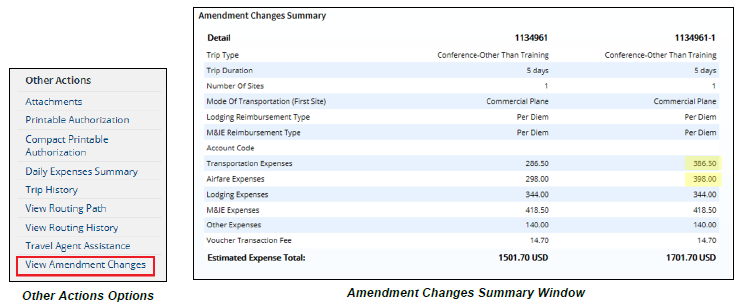 Other Actions
Attachments
Printable Authorization
Compact Printable
Authorization
Daily Expenses Summary
Trip History
View Routing Path
View Routing History
Travel Agent Assistance
View Amendment Changes
Other Actions Options
Amendment Changes Summary
Detail 1134961 1134961-1
Trip Type Conference-Other Than Training Conference-Other Than Training
Trip Duration 5 days 5 days
Number Of Sites 1 1
Mode Of Transportation (First Site) Commercial Plane Commercial Plane
Lodging Reimbursement Type Per Diem Per Diem
M&IE Reimbursement Type Per Diem Per Diem
Account Code
Transportation Expenses 286.50 386.50
Airfare Expenses 298.00 398.00
Lodging Expenses 344.00 344.00
M&IE Expenses 418.50 418.50
Other Expenses 140.00 140.00
Voucher Transaction Fee 14.70 14.70
Estimated Expense Total: 1501.70 USD 1701.70 USD
Amendment Changes Summary Window